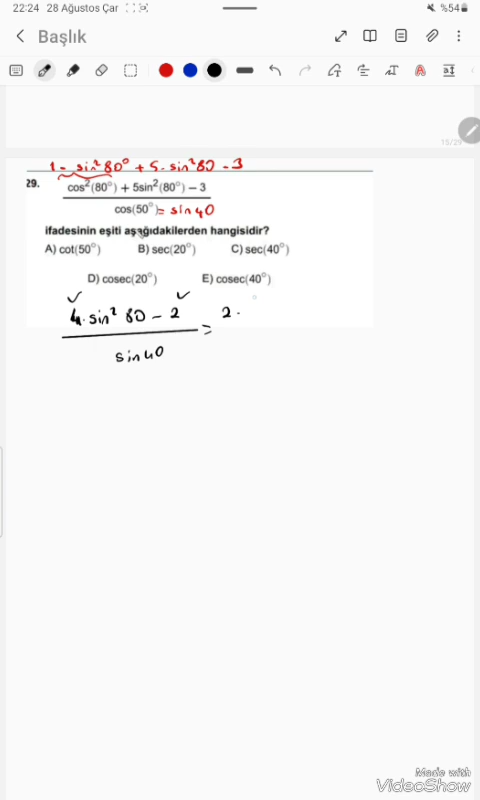 22:24 28 Ağustos Çar %54
Başlık
15/29
1 - sin²80° + 5. sin²80 - 3
29. cos²(80°) + 5sin²(80°) – 3
cos(50°) = sin40
ifadesinin eşiti aşağıdakilerden hangisidir?
A) cot(50°) B) sec(20°) C) sec(40°)
D) cosec(20°) E) cosec(40°)
4. sin² 80 - 2 = 2.
sin40
Made with
VideoShow